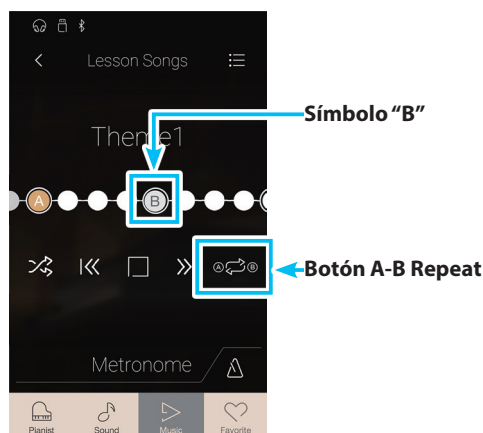 Lesson Songs
Símbolo “B”
Theme1
A
B
A B
Botón A-B Repeat
Metronome
Pianist Sound Music Favorite